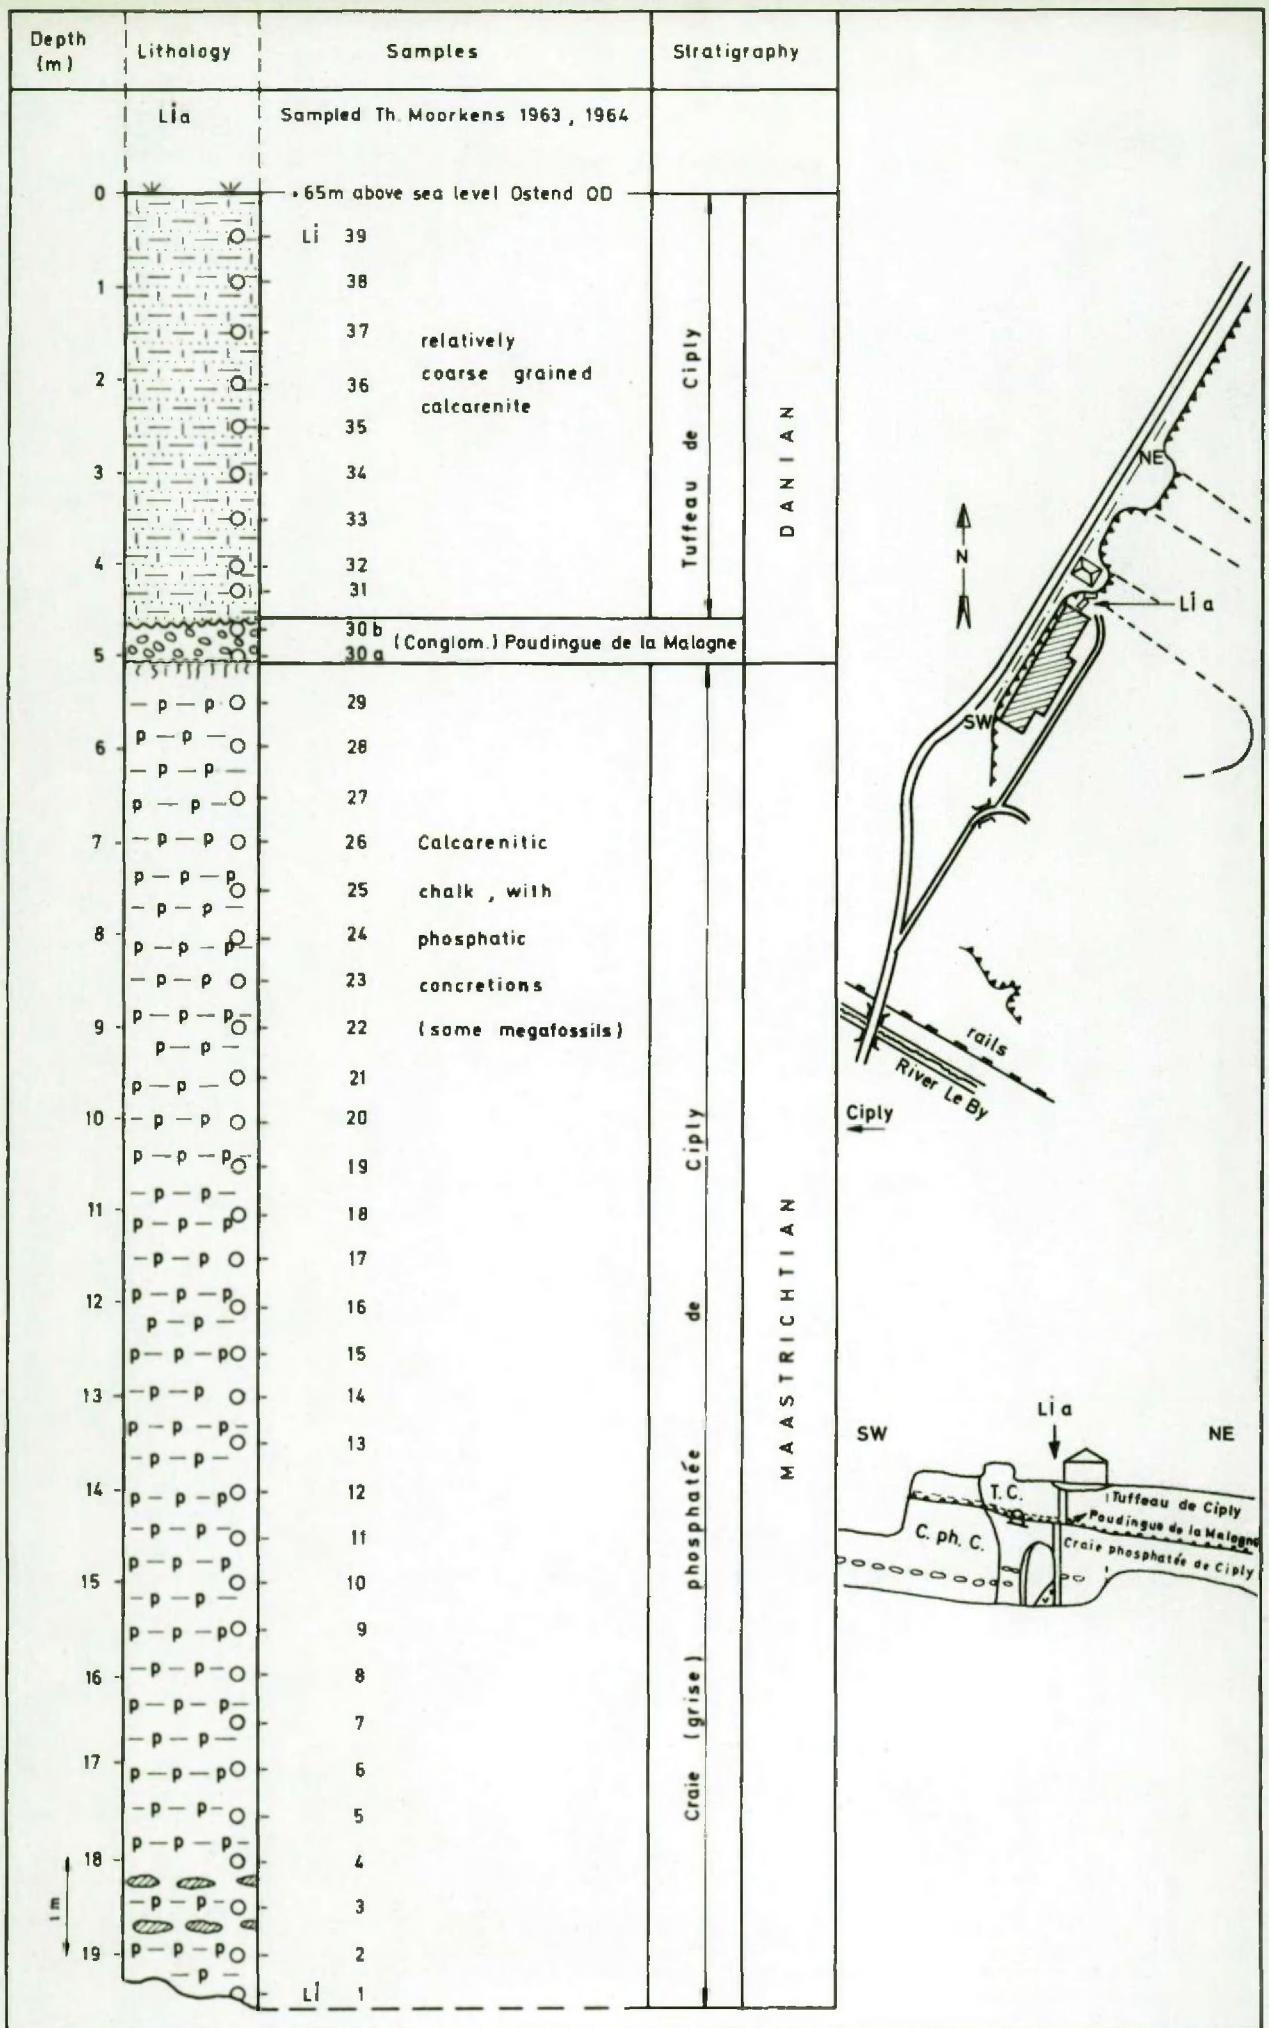 Depth (m)
Lithology
Samples
Stratigraphy
Lia
Sampled Th. Moorkens 1963 , 1964
0
+ 65m above sea level Ostend OD
Li 39
1
38
37
relatively
2
36
coarse grained
calcarenite
35
3
34
33
4
32
31
30b
(Conglom.) Poudingue de la Malogne
5
30a
29
6
28
27
7
26
Calcarenitic
25
chalk , with
8
24
phosphatic
23
concretions
9
22
(some megafossils)
21
10
20
19
11
18
17
12
16
15
13
14
13
14
12
11
15
10
9
16
8
7
17
6
5
18
4
1m
3
19
2
Li 1
Tuffeau de Ciply
DANIAN
Craie (grise) phosphatée de Ciply
MAASTRICHTIAN
N
NE
Li a
SW
rails
River Le By
Ciply
Li a
SW
NE
T. C.
Tuffeau de Ciply
Poudingue de la Malogne
C. ph. C.
Craie phosphatée de Ciply